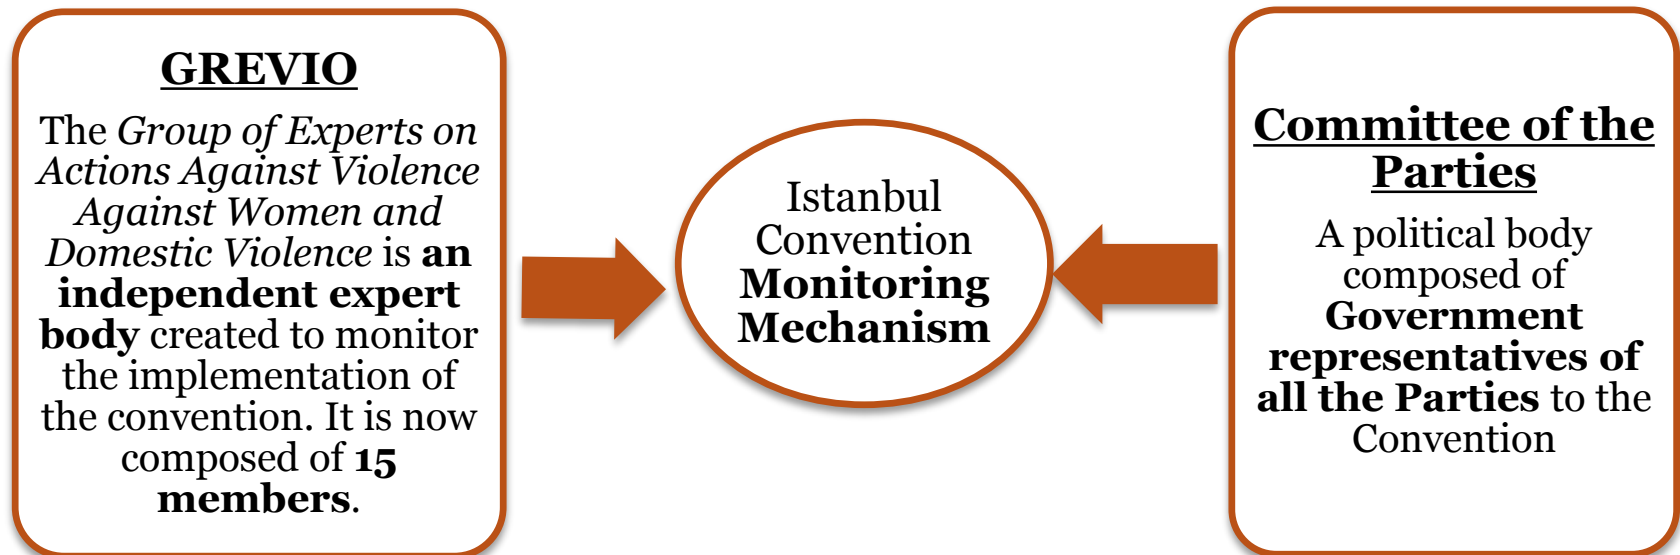 GREVIO
The Group of Experts on
Actions Against Violence
Against Women and
Domestic Violence is an
independent expert
body created to monitor
the implementation of
the convention. It is now
composed of 15
members.
Istanbul
Convention
Monitoring
Mechanism
Committee of the
Parties
A political body
composed of
Government
representatives of
all the Parties to the
Convention